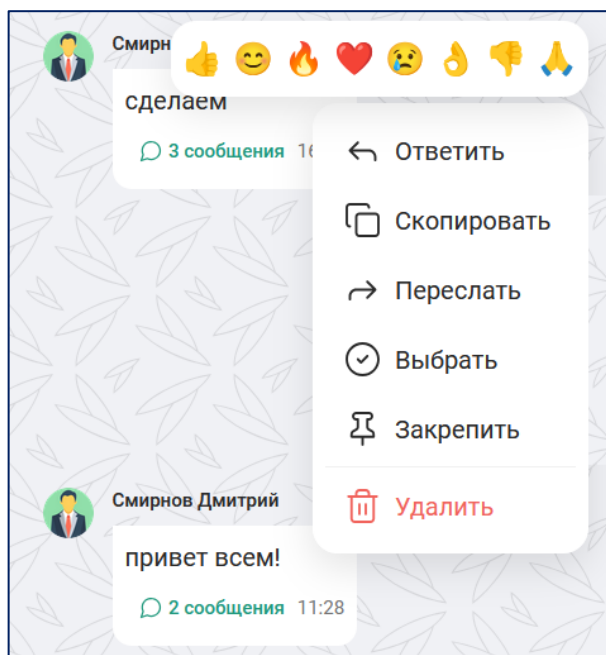 Смирн
сделаем
3 сообщения 16
Ответить
Скопировать
Переслать
Выбрать
Закрепить
Удалить
Смирнов Дмитрий
привет всем!
2 сообщения 11:28